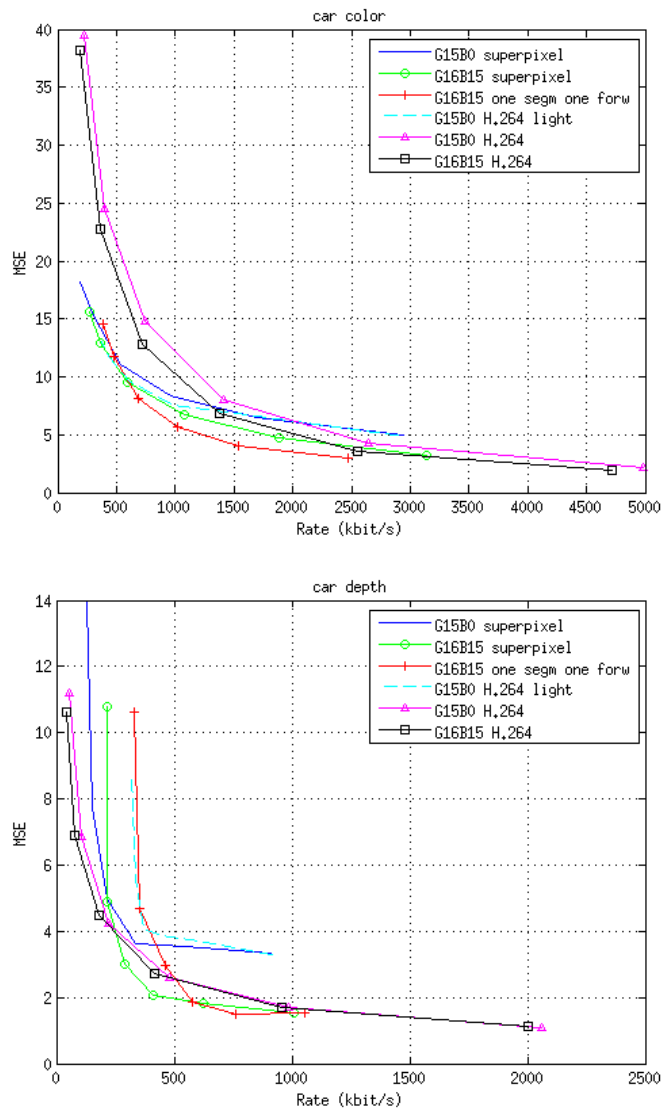 car color
40
35
30
25
20
15
10
5
0
MSE
G15B0 superpixel
G16B15 superpixel
G16B15 one segm one forw
G15B0 H.264 light
G15B0 H.264
G16B15 H.264
0 500 1000 1500 2000 2500 3000 3500 4000 4500 5000
Rate (kbit/s)
car depth
14
12
10
8
6
4
2
0
MSE
G15B0 superpixel
G16B15 superpixel
G16B15 one segm one forw
G15B0 H.264 light
G15B0 H.264
G16B15 H.264
0 500 1000 1500 2000 2500
Rate (kbit/s)